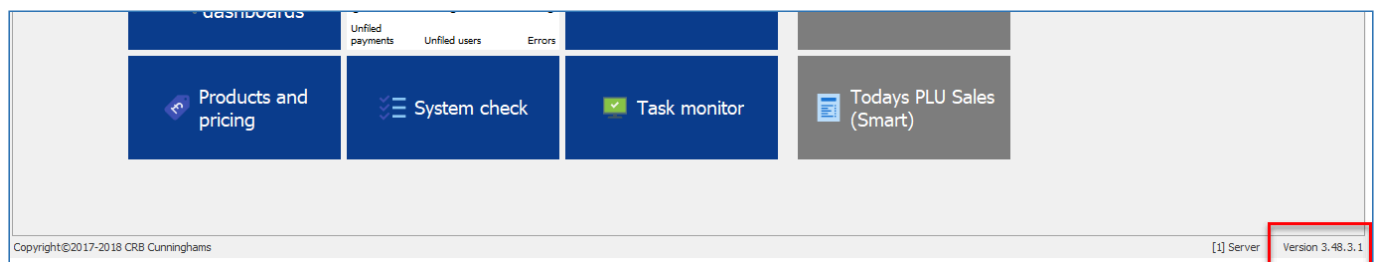 dashboards
Unfiled
payments Unfiled users Errors
Products and
pricing
System check
Task monitor
Todays PLU Sales
(Smart)
Copyright©2017-2018 CRB Cunninghams
[1] Server Version 3.48.3.1